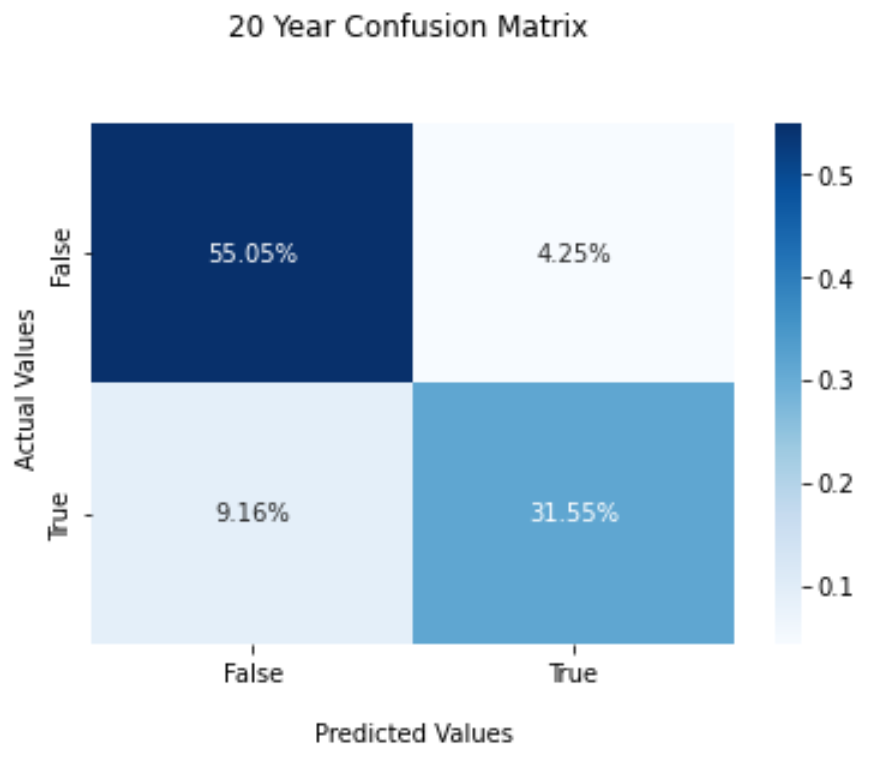 20 Year Confusion Matrix
Actual Values
False
True
55.05%
4.25%
9.16%
31.55%
False
True
Predicted Values
0.5
0.4
0.3
0.2
0.1